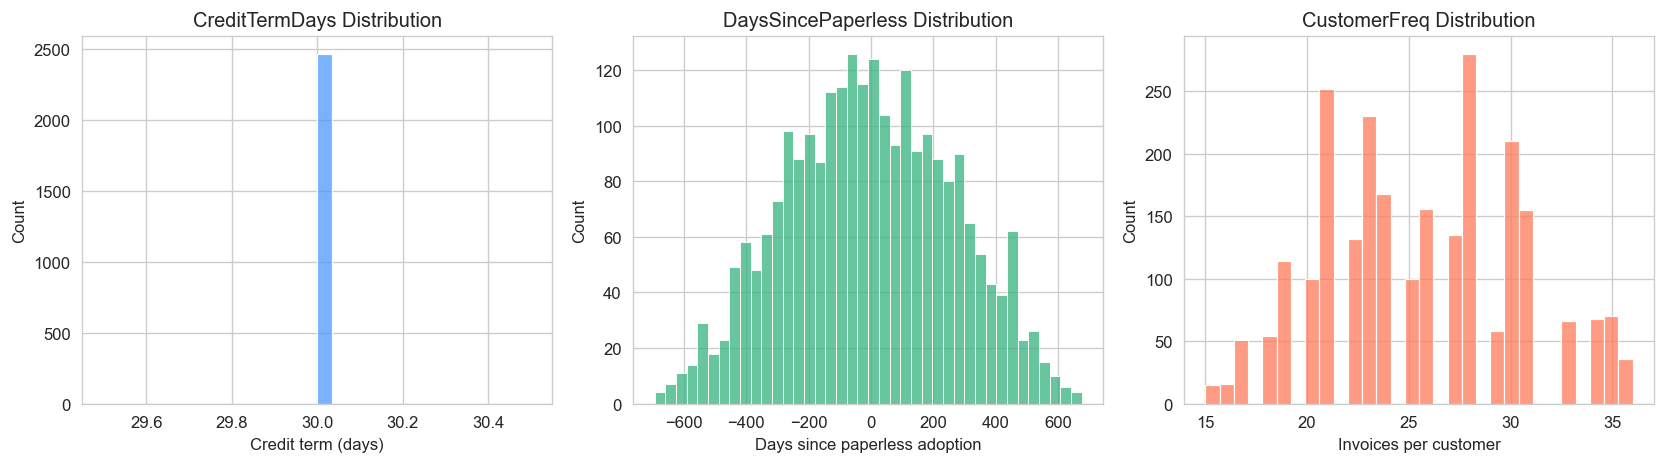 CreditTermDays Distribution
2500
2000
1500
1000
500
0
Count
29.6 29.8 30.0 30.2 30.4
Credit term (days)
DaysSincePaperless Distribution
120
100
80
60
40
20
0
Count
−600 −400 −200 0 200 400 600
Days since paperless adoption
CustomerFreq Distribution
250
200
150
100
50
0
Count
15 20 25 30 35
Invoices per customer